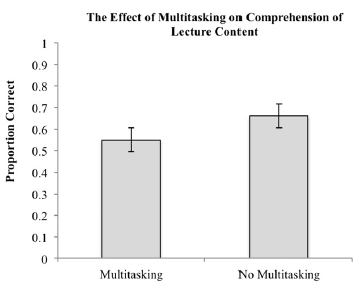 The Effect of Multitasking on Comprehension of
Lecture Content
Proportion Correct
1
0.9
0.8
0.7
0.6
0.5
0.4
0.3
0.2
0.1
0
Multitasking No Multitasking